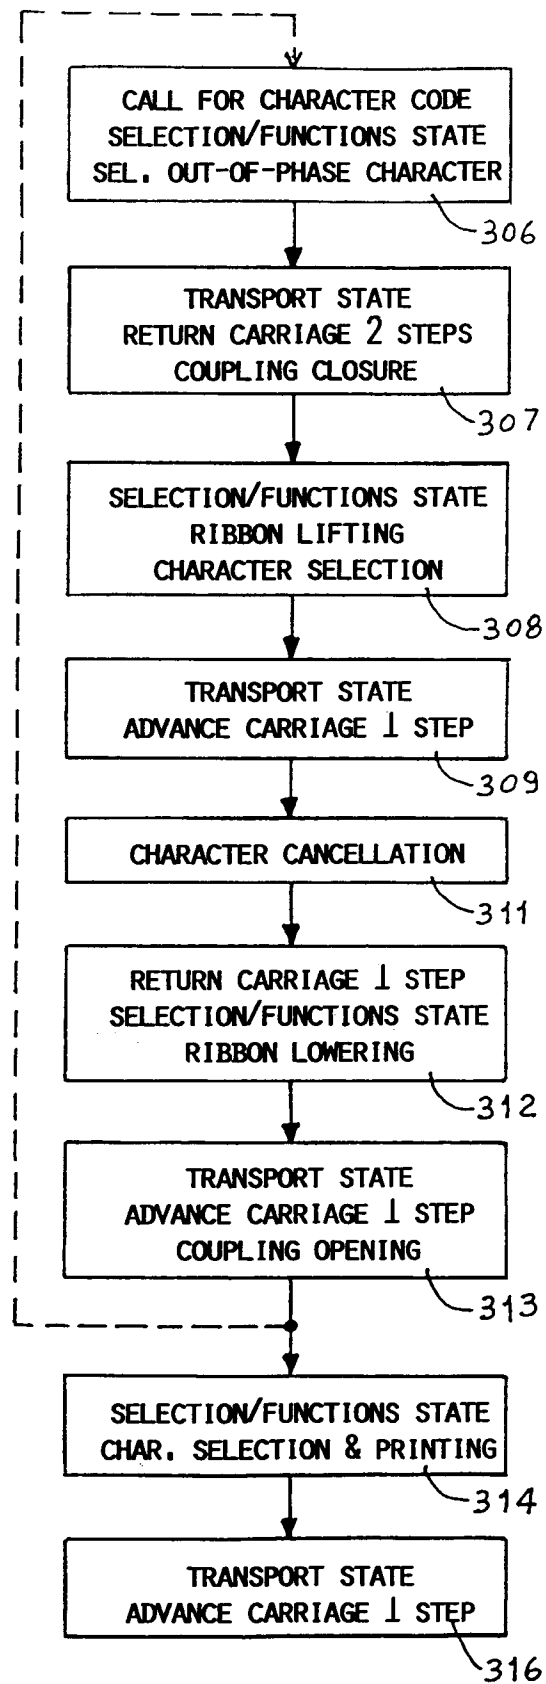 CALL FOR CHARACTER CODE
SELECTION/FUNCTIONS STATE
SEL. OUT-OF-PHASE CHARACTER
306
TRANSPORT STATE
RETURN CARRIAGE 2 STEPS
COUPLING CLOSURE
307
SELECTION/FUNCTIONS STATE
RIBBON LIFTING
CHARACTER SELECTION
308
TRANSPORT STATE
ADVANCE CARRIAGE 1 STEP
309
CHARACTER CANCELLATION
311
RETURN CARRIAGE 1 STEP
SELECTION/FUNCTIONS STATE
RIBBON LOWERING
312
TRANSPORT STATE
ADVANCE CARRIAGE 1 STEP
COUPLING OPENING
313
SELECTION/FUNCTIONS STATE
CHAR. SELECTION & PRINTING
314
TRANSPORT STATE
ADVANCE CARRIAGE 1 STEP
316